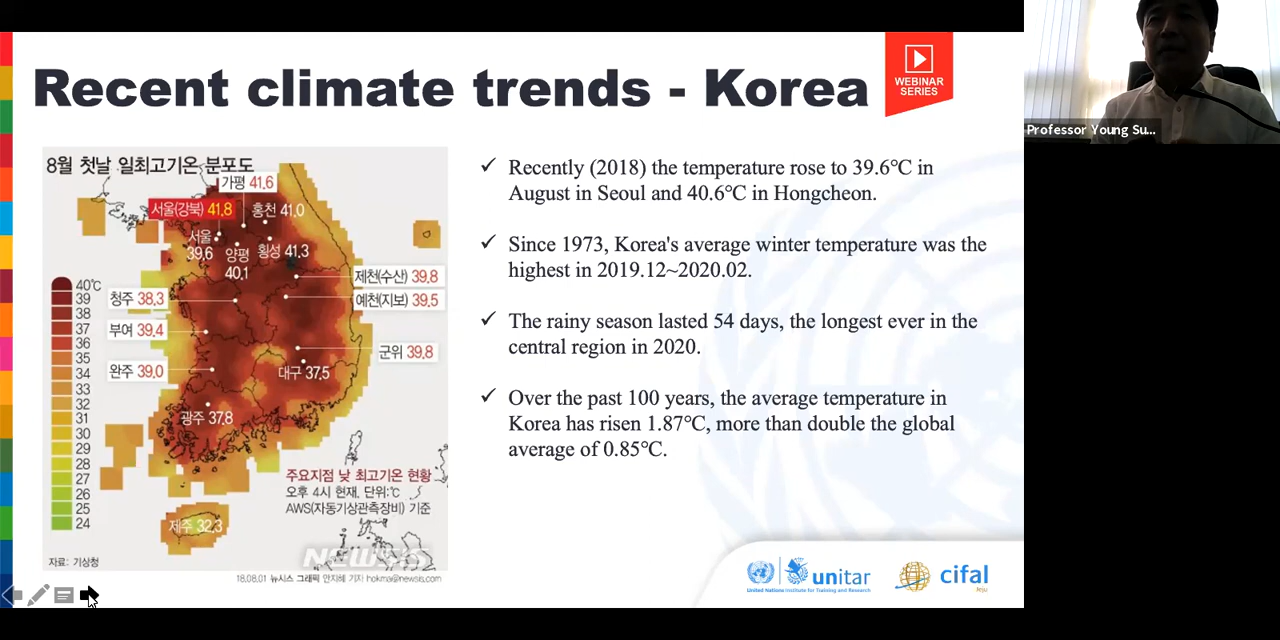 Recent climate trends - Korea
WEBINAR
SERIES
Professor Young Su...
8월 첫날 일최고기온 분포도
가평 41.6
서울(강북) 41.8
홍천 41.0
서울
39.6
양평
40.1
횡성 41.3
제천(수산) 39.8
예천(지보) 39.5
청주 38.3
부여 39.4
군위 39.8
완주 39.0
대구 37.5
광주 37.8
제주 32.3
40℃
39
38
37
36
35
34
33
32
31
30
29
28
27
26
25
24
주요지점 낮 최고기온 현황
오후 4시 현재, 단위:℃
AWS(자동기상관측장비) 기준
NEWSIS
자료: 기상청
18.08.01 뉴시스 그래픽 안지혜 기자 hokma@newsis.com
✓ Recently (2018) the temperature rose to 39.6℃ in
August in Seoul and 40.6℃ in Hongcheon.
✓ Since 1973, Korea's average winter temperature was the
highest in 2019.12~2020.02.
✓ The rainy season lasted 54 days, the longest ever in the
central region in 2020.
✓ Over the past 100 years, the average temperature in
Korea has risen 1.87℃, more than double the global
average of 0.85℃.
unitar
United Nations Institute for Training and Research
cifal
Jeju